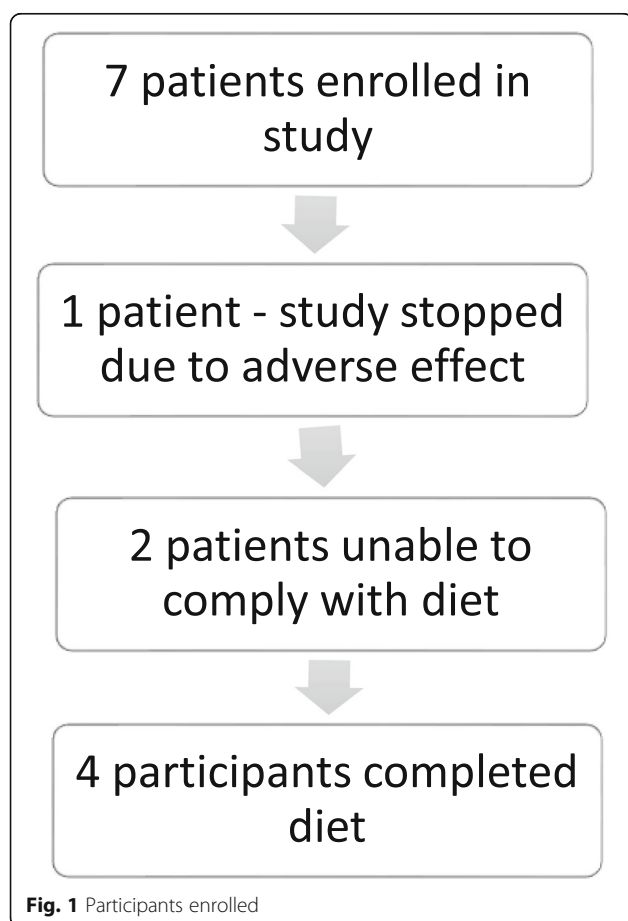 7 patients enrolled in
study
1 patient - study stopped
due to adverse effect
2 patients unable to
comply with diet
4 participants completed
diet
Fig. 1 Participants enrolled